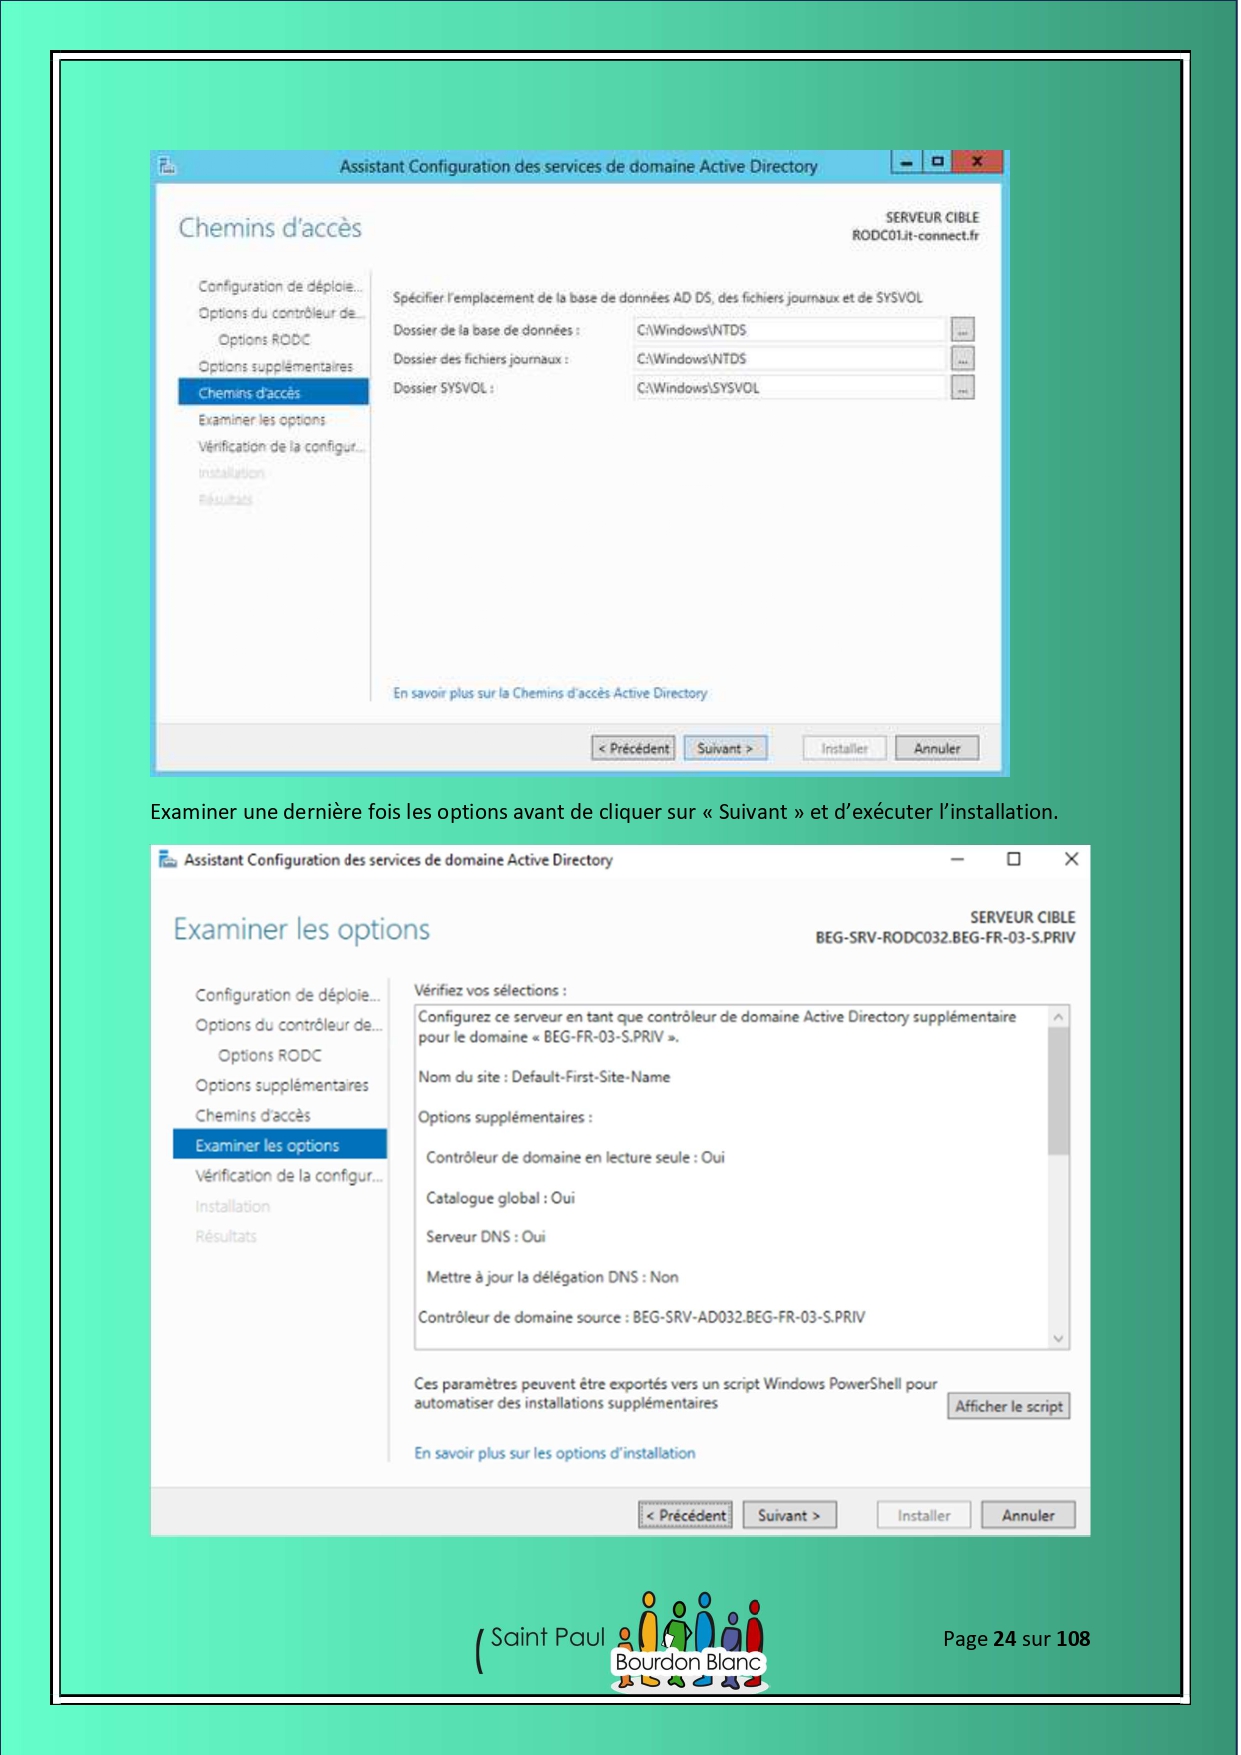 Assistant Configuration des services de domaine Active Directory
Chemins d'accès
SERVEUR CIBLE
RODC01.it-connect.fr
Configuration de déploie...
Options du contrôleur de...
Options RODC
Options supplémentaires
Chemins d'accès
Examiner les options
Vérification de la configur...
Installation
Résultats
Spécifier l'emplacement de la base de données AD DS, des fichiers journaux et de SYSVOL
Dossier de la base de données : C:\Windows\NTDS ...
Dossier des fichiers journaux : C:\Windows\NTDS ...
Dossier SYSVOL : C:\Windows\SYSVOL ...
En savoir plus sur la Chemins d'accès Active Directory
< Précédent Suivant > Installer Annuler
Examiner une dernière fois les options avant de cliquer sur « Suivant » et d'exécuter l'installation.
Assistant Configuration des services de domaine Active Directory
Examiner les options
SERVEUR CIBLE
BEG-SRV-RODC032.BEG-FR-03-S.PRIV
Configuration de déploie...
Options du contrôleur de...
Options RODC
Options supplémentaires
Chemins d'accès
Examiner les options
Vérification de la configur...
Installation
Résultats
Vérifiez vos sélections :
Configurez ce serveur en tant que contrôleur de domaine Active Directory supplémentaire
pour le domaine « BEG-FR-03-S.PRIV ».
Nom du site : Default-First-Site-Name
Options supplémentaires :
Contrôleur de domaine en lecture seule : Oui
Catalogue global : Oui
Serveur DNS : Oui
Mettre à jour la délégation DNS : Non
Contrôleur de domaine source : BEG-SRV-AD032.BEG-FR-03-S.PRIV
Ces paramètres peuvent être exportés vers un script Windows PowerShell pour
automatiser des installations supplémentaires
Afficher le script
En savoir plus sur les options d'installation
< Précédent Suivant > Installer Annuler
Saint Paul
Bourdon Blanc
Page 24 sur 108